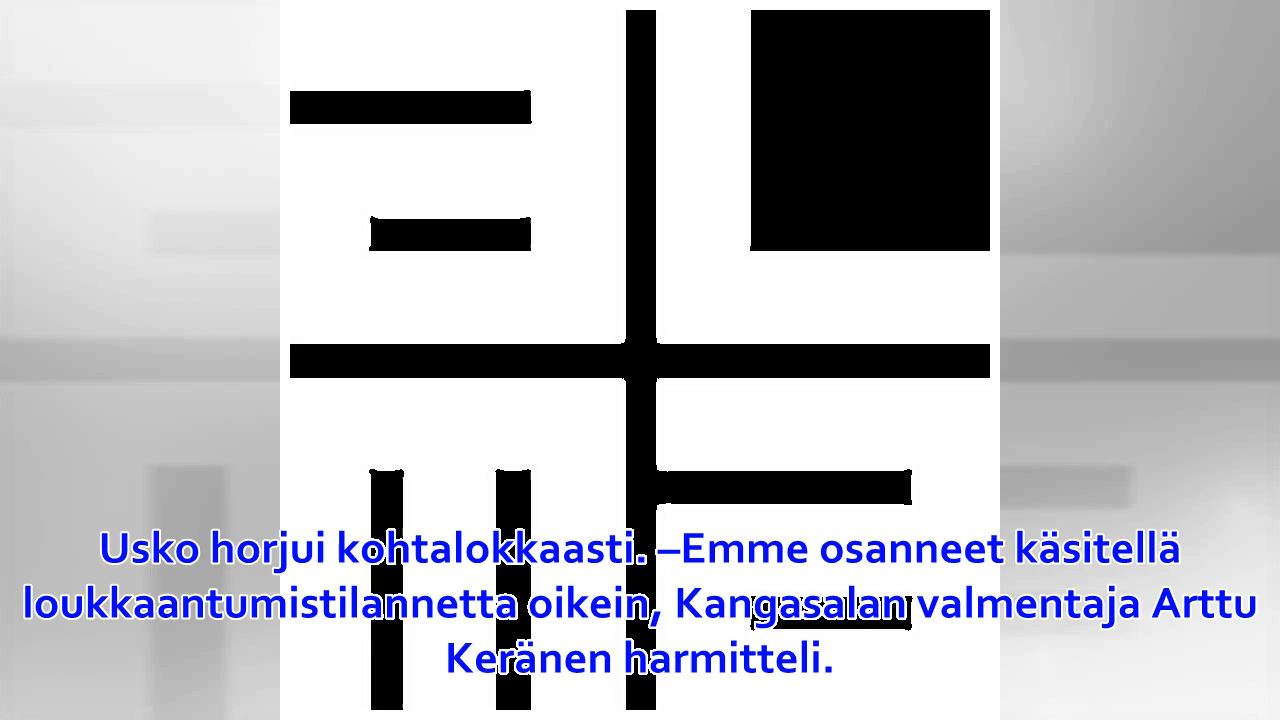 Usko horjui kohtalokkaasti. –Emme osanneet käsitellä
loukkaantumistilannetta oikein, Kangasalan valmentaja Arttu
Keränen harmitteli.